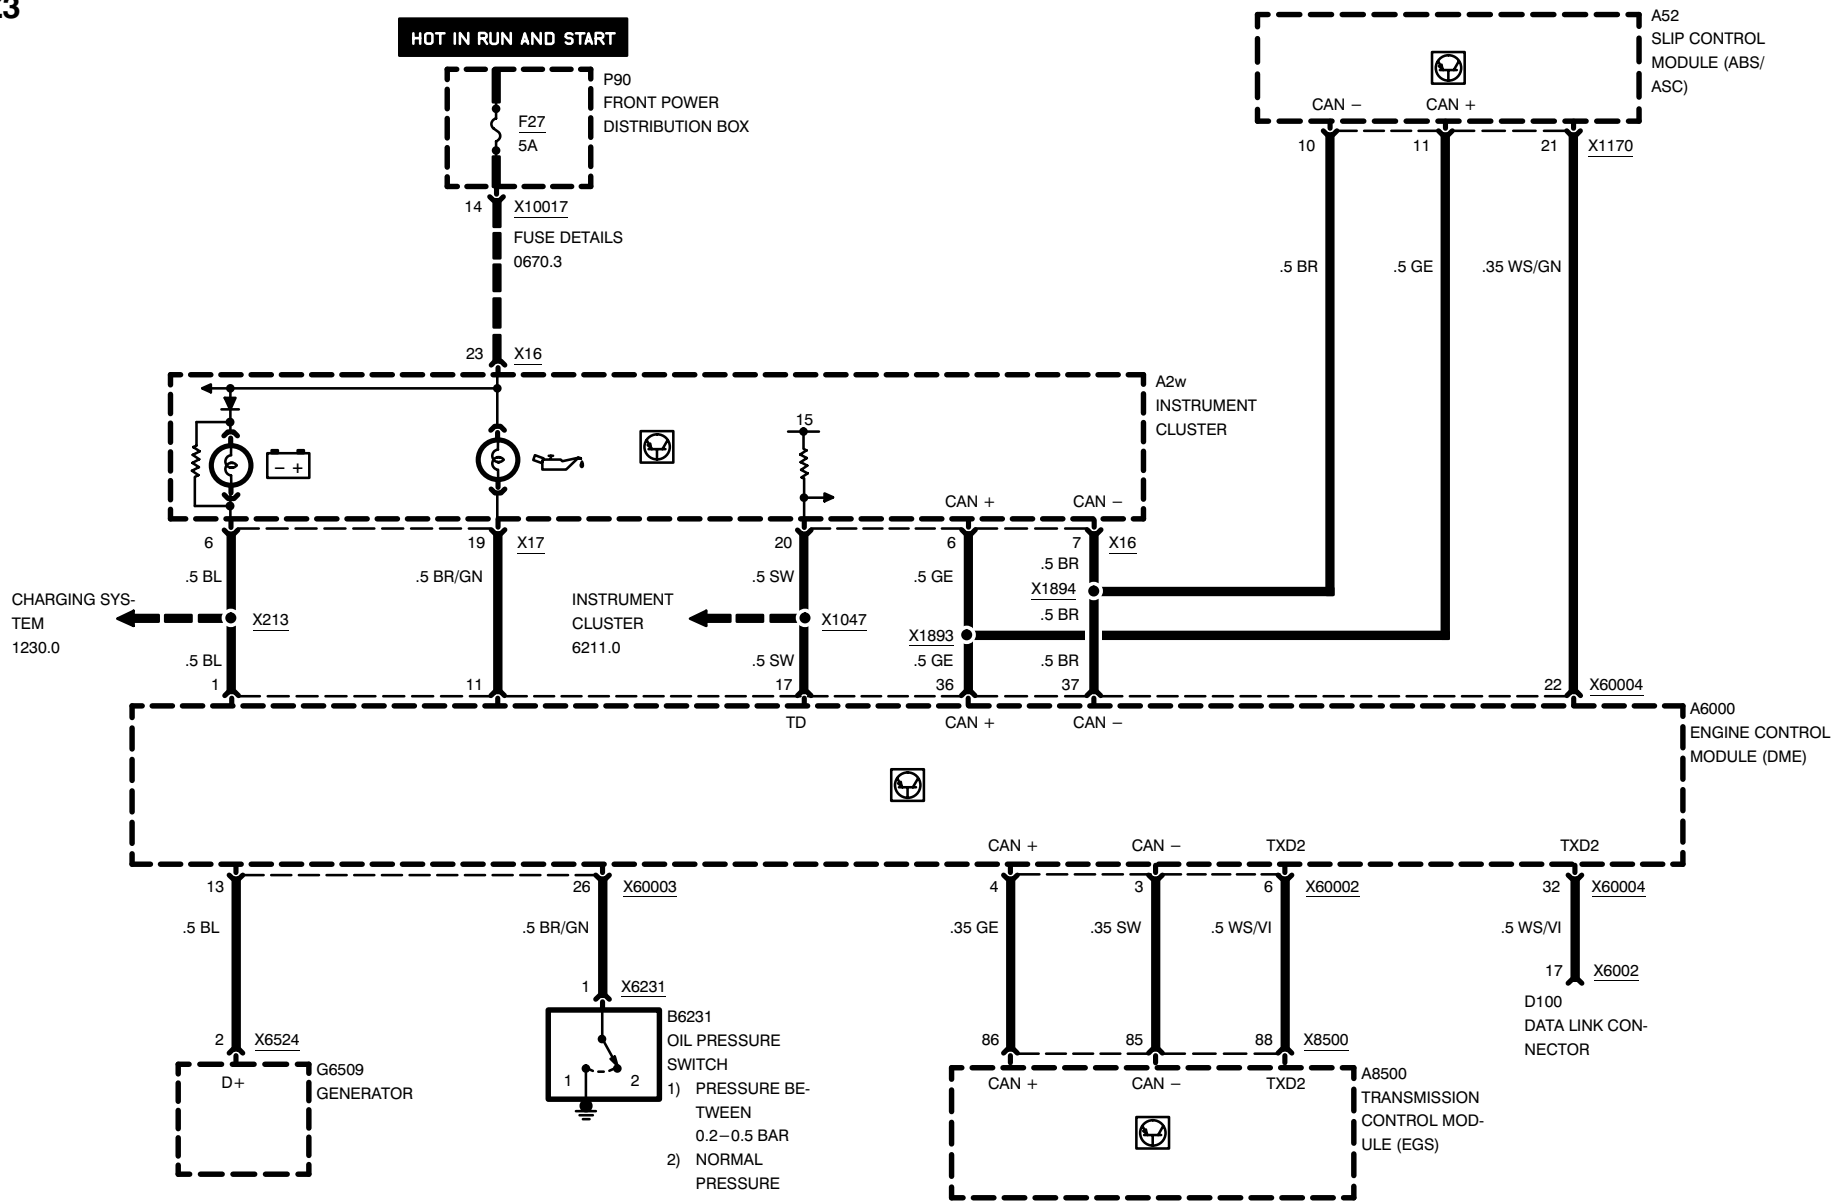 HOT IN RUN AND START
P90
FRONT POWER
DISTRIBUTION BOX
F27
5A
14 X10017
FUSE DETAILS
0670.3
A52
SLIP CONTROL
MODULE (ABS/
ASC)
CAN − CAN +
10 11 21 X1170
.5 BR .5 GE .35 WS/GN
23 X16
A2w
INSTRUMENT
CLUSTER
15
− +
CAN + CAN −
6 19 X17 20 6 7 X16
.5 BL .5 BR/GN .5 SW .5 GE .5 BR
CHARGING SYS-
TEM
1230.0
X213
INSTRUMENT
CLUSTER
6211.0
X1047
X1894
.5 BR
X1893
.5 BL .5 SW .5 GE .5 BR
1 11 17 36 37 22 X60004
TD CAN + CAN −
A6000
ENGINE CONTROL
MODULE (DME)
CAN + CAN − TXD2 TXD2
13 26 X60003 4 3 6 X60002 32 X60004
.5 BL .5 BR/GN .35 GE .35 SW .5 WS/VI .5 WS/VI
17 X6002
D100
DATA LINK CON-
NECTOR
1 X6231
B6231
OIL PRESSURE
SWITCH
1) PRESSURE BE-
TWEEN
0.2−0.5 BAR
2) NORMAL
PRESSURE
1 2
2 X6524
D+
G6509
GENERATOR
86 85 88 X8500
CAN + CAN − TXD2
A8500
TRANSMISSION
CONTROL MOD-
ULE (EGS)